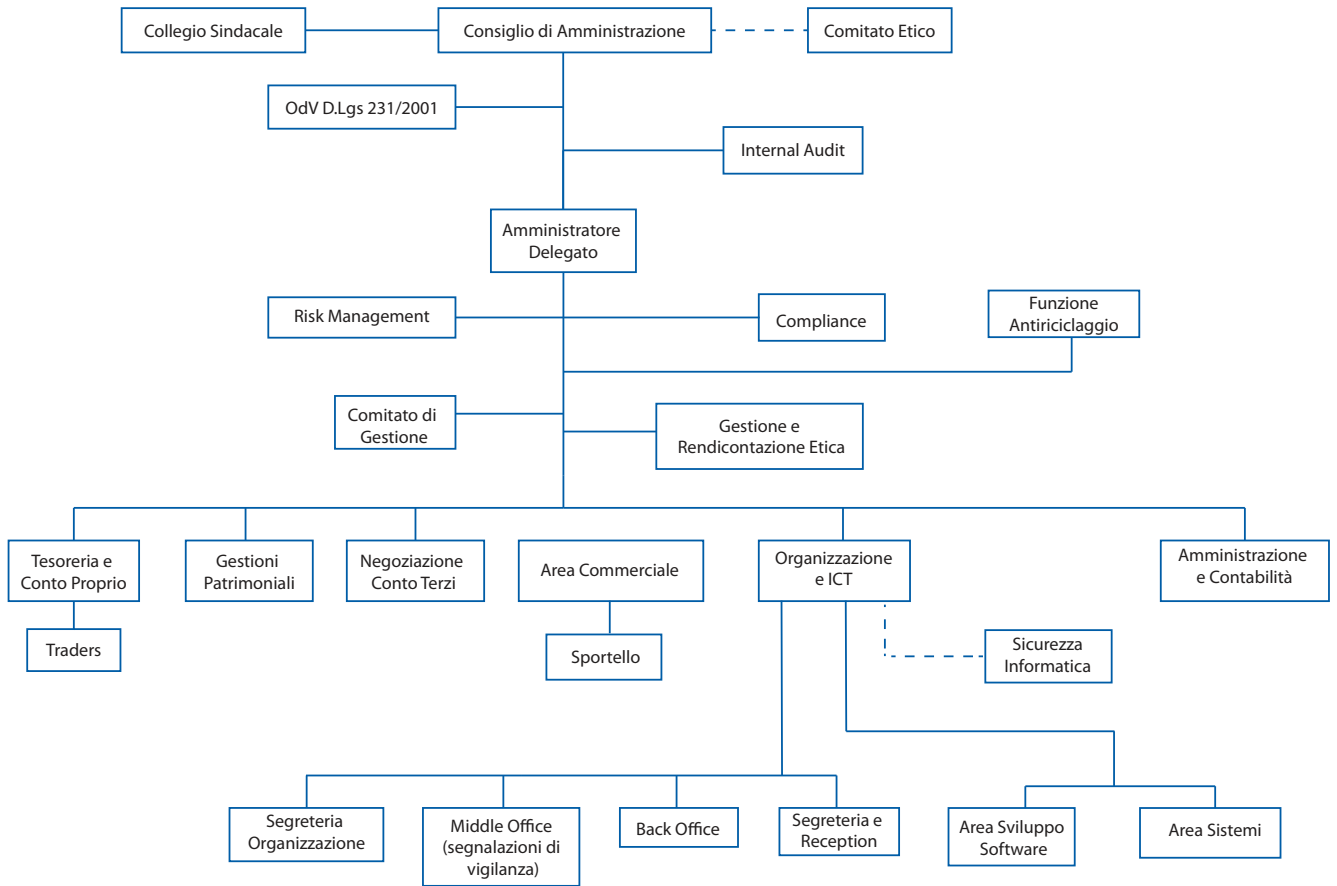 Collegio Sindacale
Consiglio di Amministrazione
Comitato Etico
OdV D.Lgs 231/2001
Internal Audit
Amministratore
Delegato
Risk Management
Compliance
Funzione
Antiriciclaggio
Comitato di
Gestione
Gestione e
Rendicontazione Etica
Tesoreria e
Conto Proprio
Gestioni
Patrimoniali
Negoziazione
Conto Terzi
Area Commerciale
Organizzazione
e ICT
Amministrazione
e Contabilità
Traders
Sportello
Sicurezza
Informatica
Segreteria
Organizzazione
Middle Office
(segnalazioni di
vigilanza)
Back Office
Segreteria e
Reception
Area Sviluppo
Software
Area Sistemi